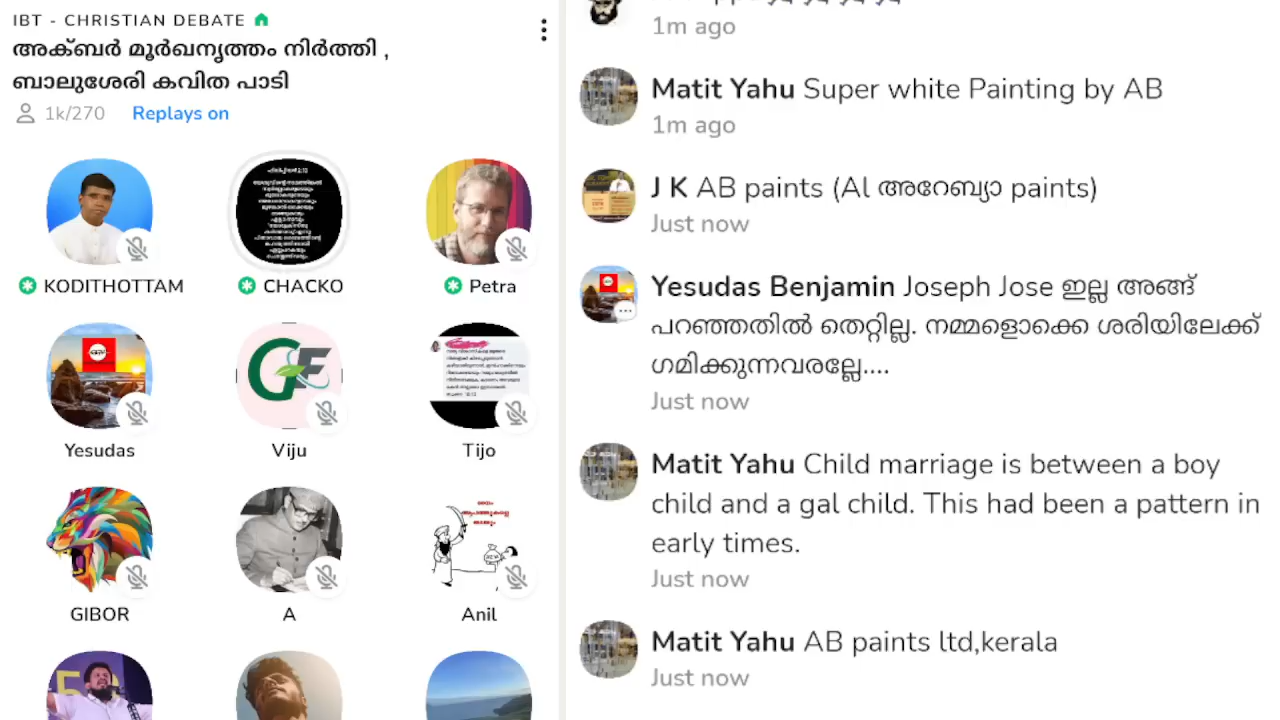 IBT - CHRISTIAN DEBATE
അക്ബർ മൂർഖനൃത്തം നിർത്തി ,
ബാലുശേരി കവിത പാടി
1k/270 Replays on
KODITHOTTAM
CHACKO
Petra
Yesudas
Viju
Tijo
GIBOR
A
Anil
1m ago
Matit Yahu Super white Painting by AB
1m ago
J K AB paints (Al അറേബ്യാ paints)
Just now
Yesudas Benjamin Joseph Jose ഇല്ല അങ്ങ്
പറഞ്ഞതിൽ തെറ്റില്ല. നമ്മളൊക്കെ ശരിയിലേക്ക്
ഗമിക്കുന്നവരല്ലേ....
Just now
Matit Yahu Child marriage is between a boy
child and a gal child. This had been a pattern in
early times.
Just now
Matit Yahu AB paints ltd,kerala
Just now